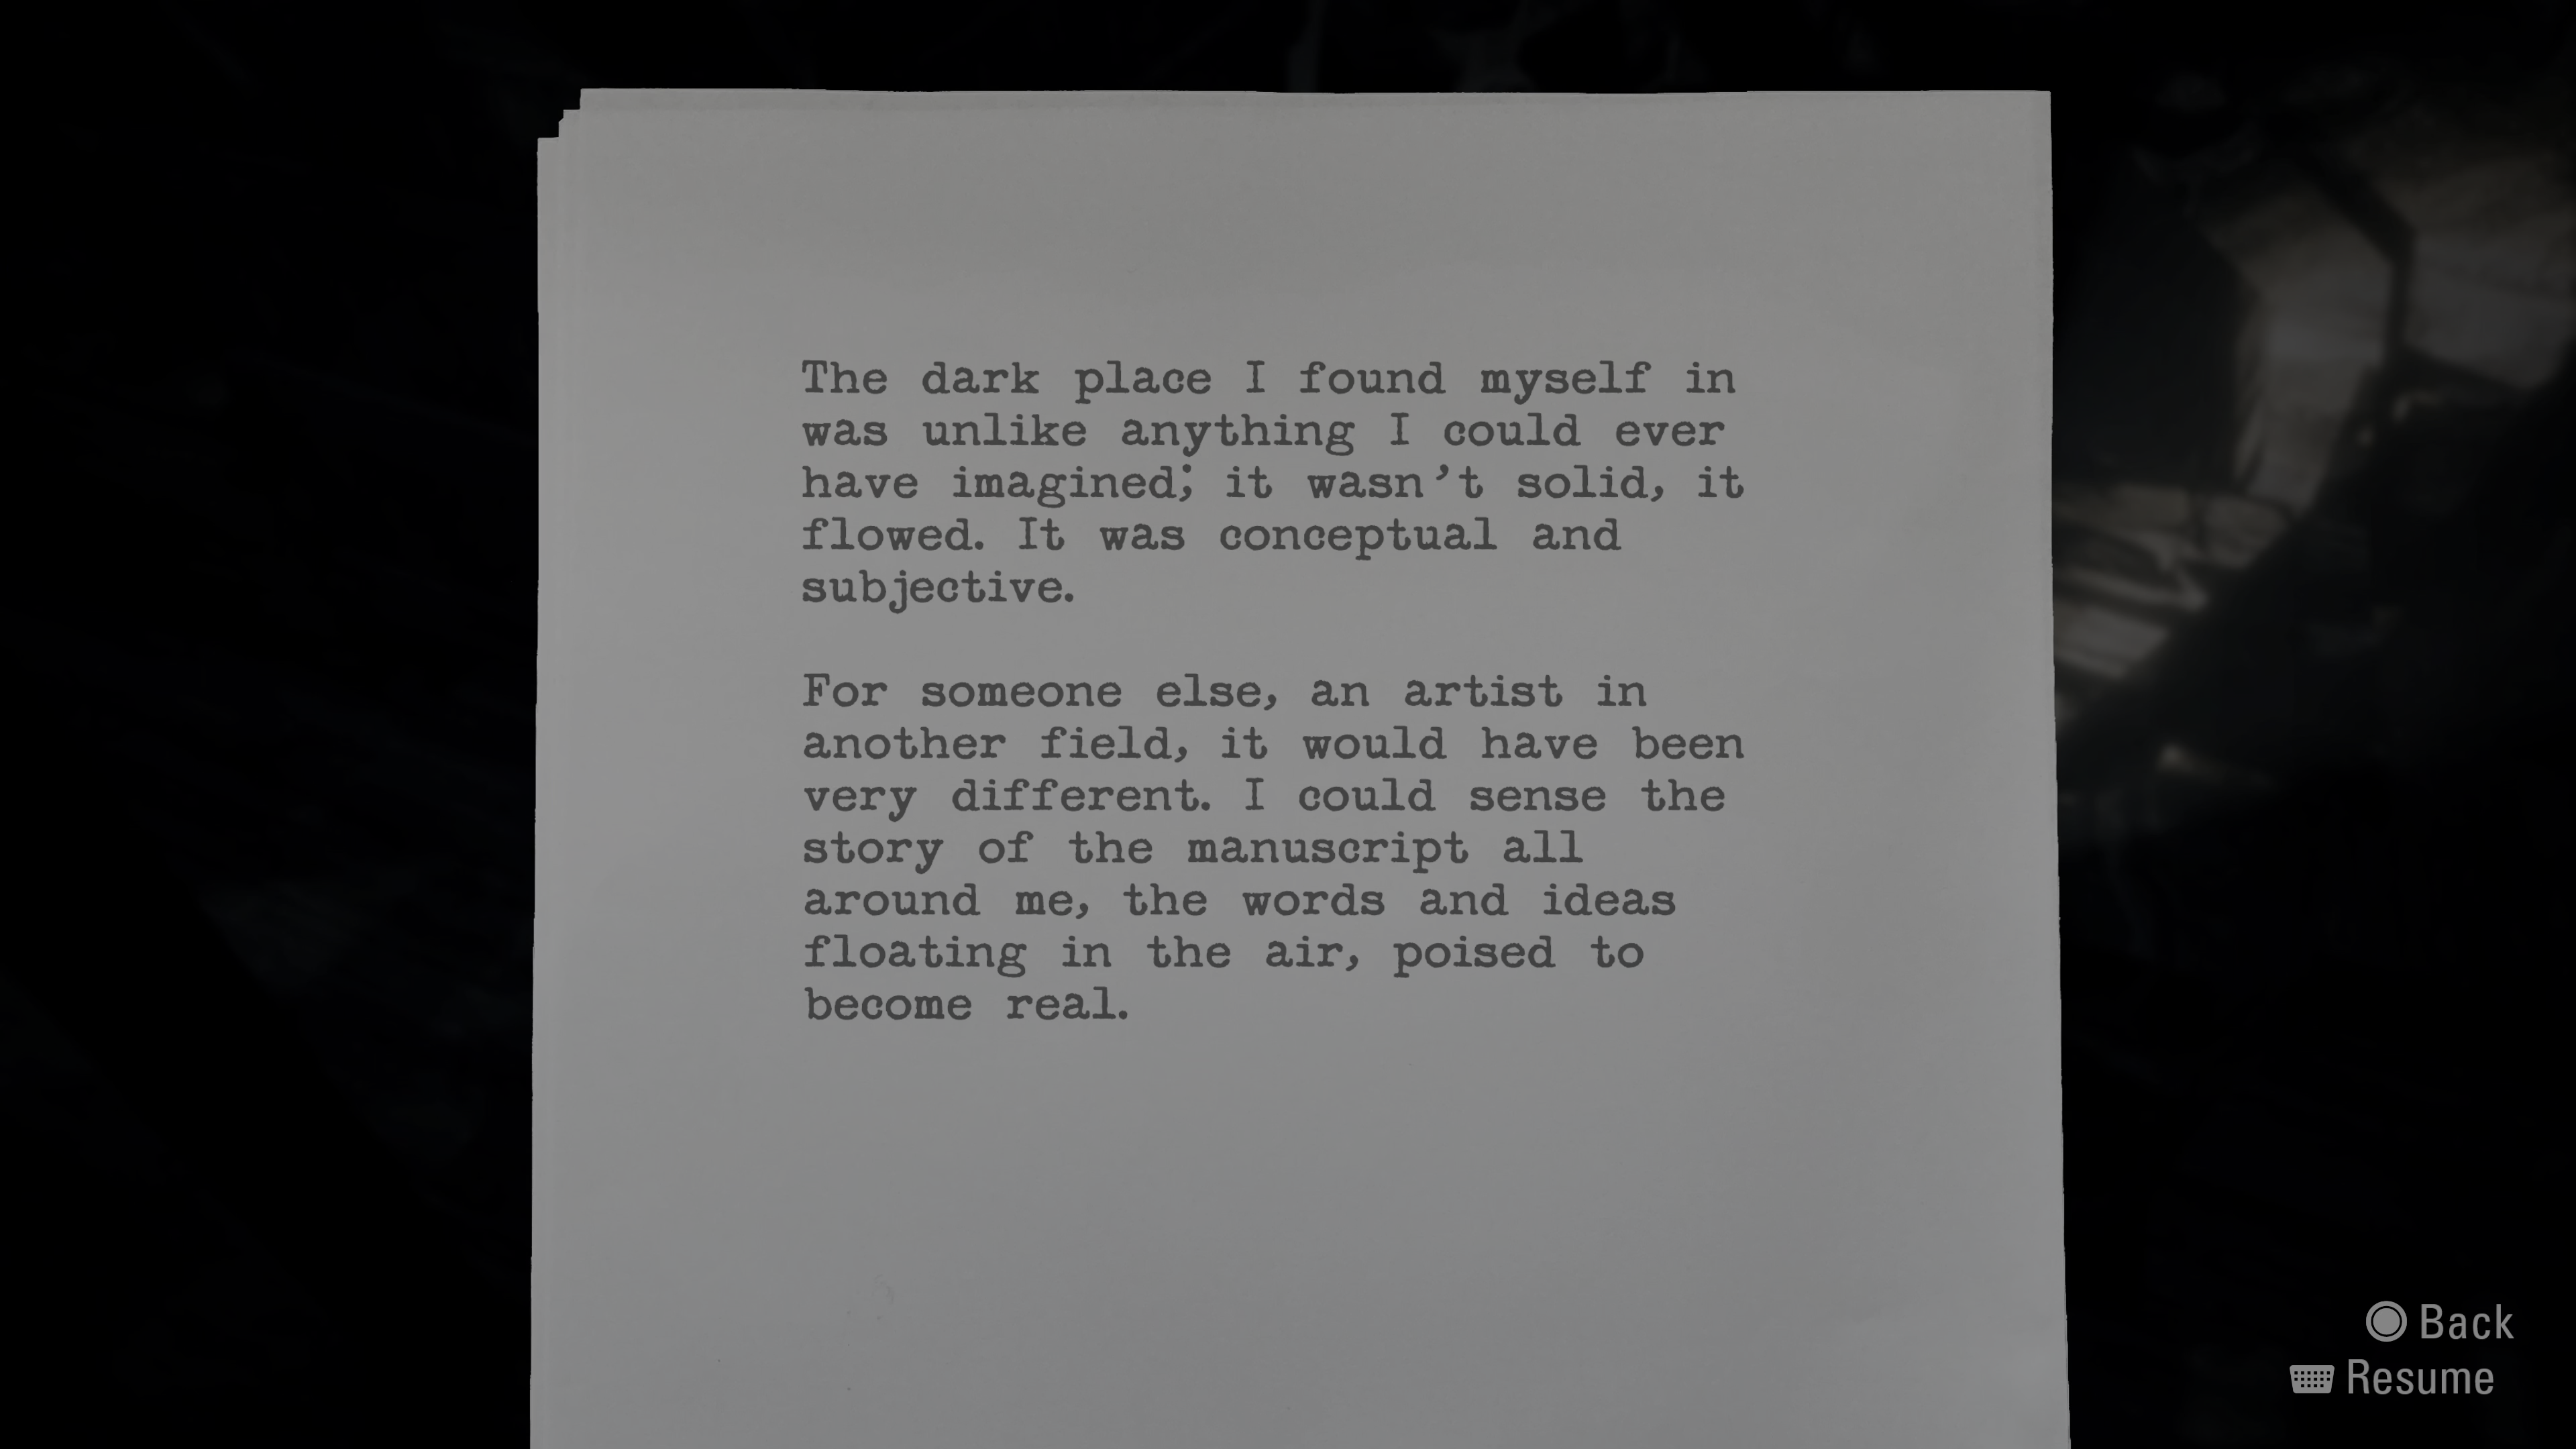 The dark place I found myself in
was unlike anything I could ever
have imagined; it wasn't solid, it
flowed. It was conceptual and
subjective.
For someone else, an artist in
another field, it would have been
very different. I could sense the
story of the manuscript all
around me, the words and ideas
floating in the air, poised to
become real.
Back
Resume